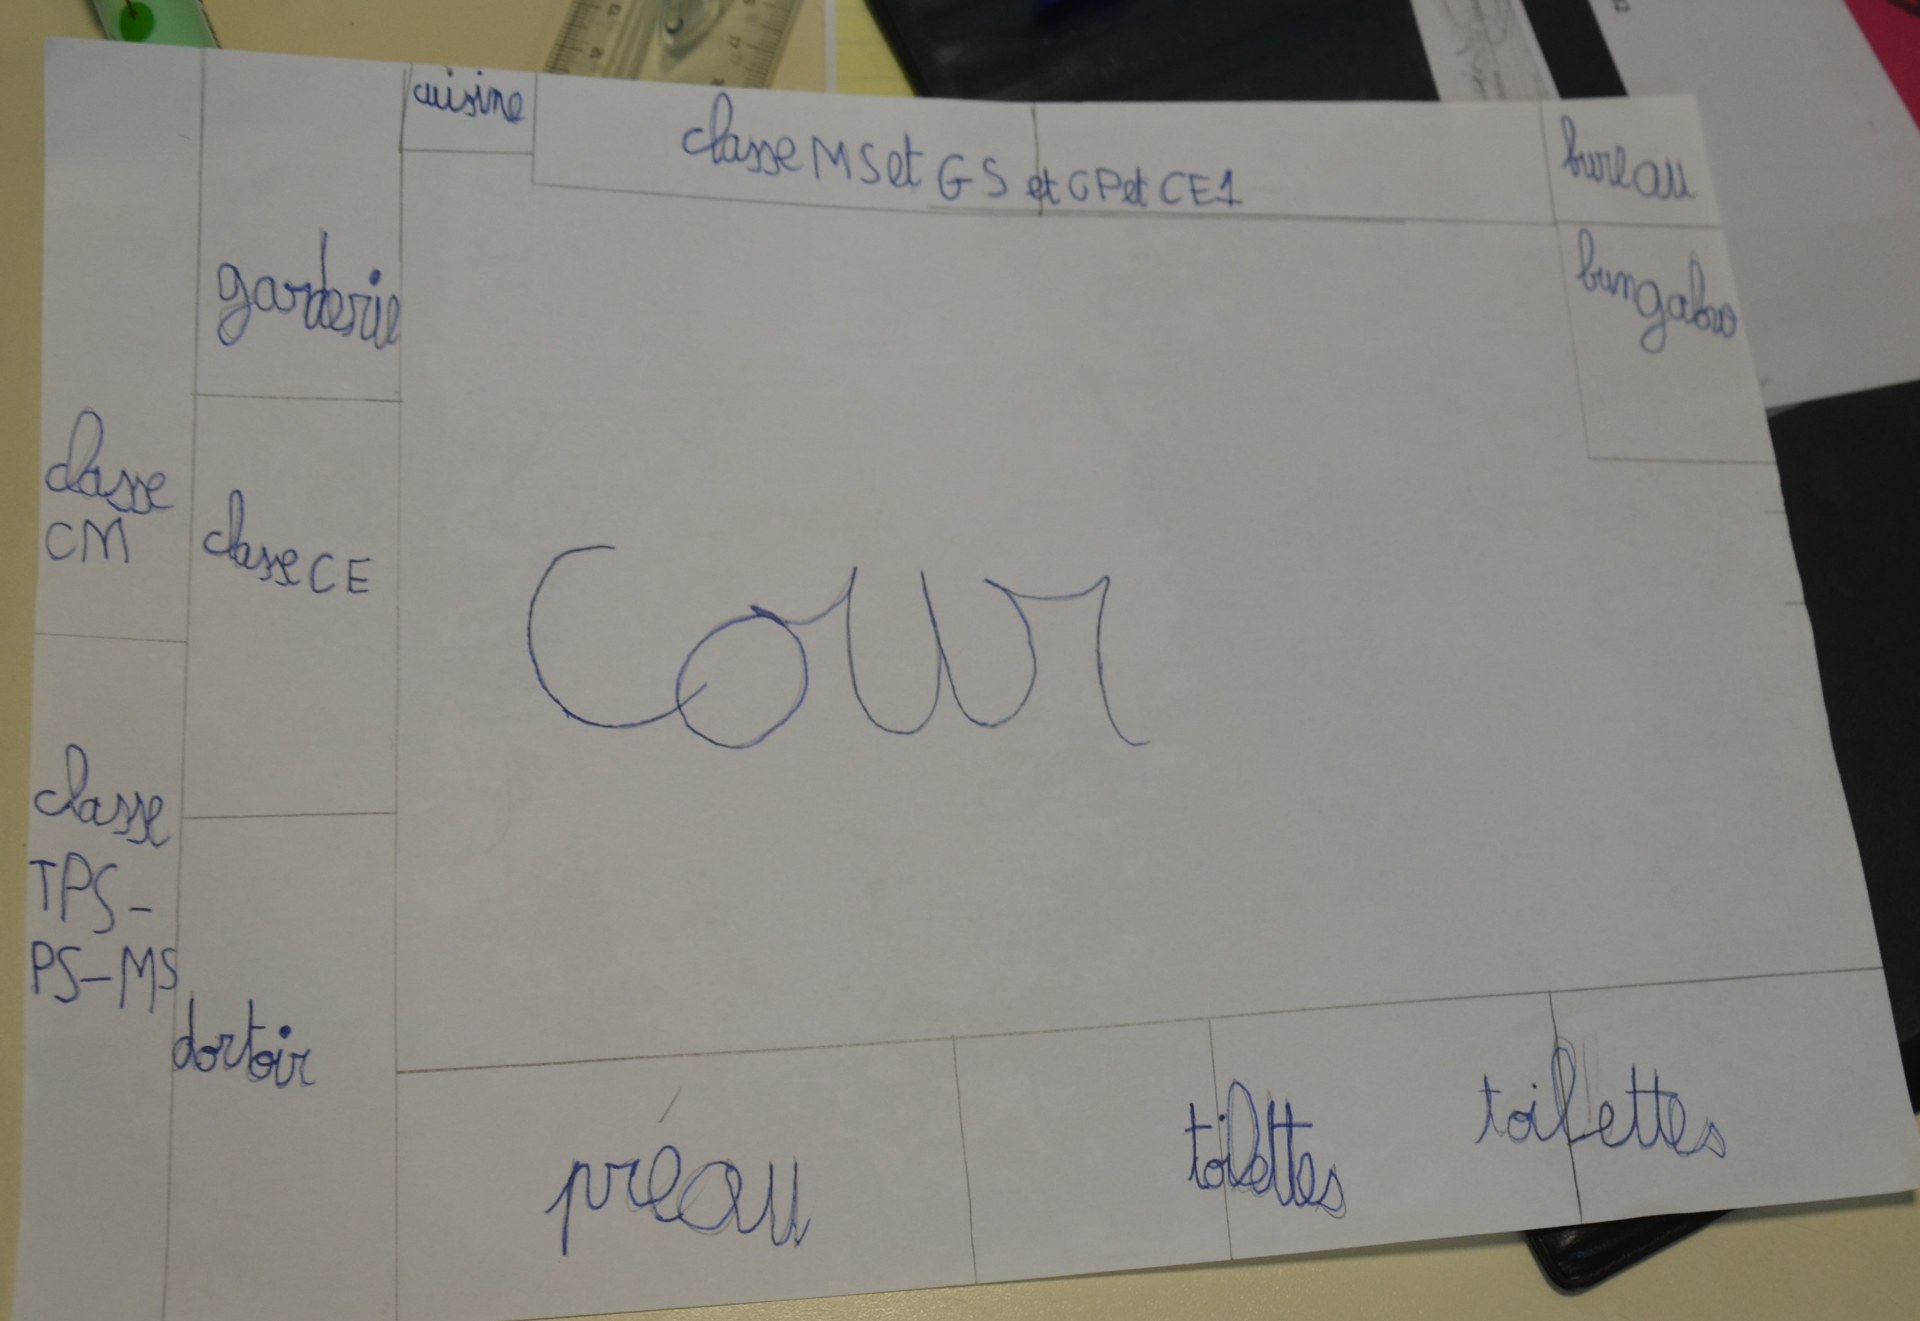 cuisine
classe MS et GS et CP et CE1
bureau
garderie
bungalow
classe
CM
classe CE
Cour
classe
TPS-
PS-MS
dortoir
préau
toilettes
toilettes